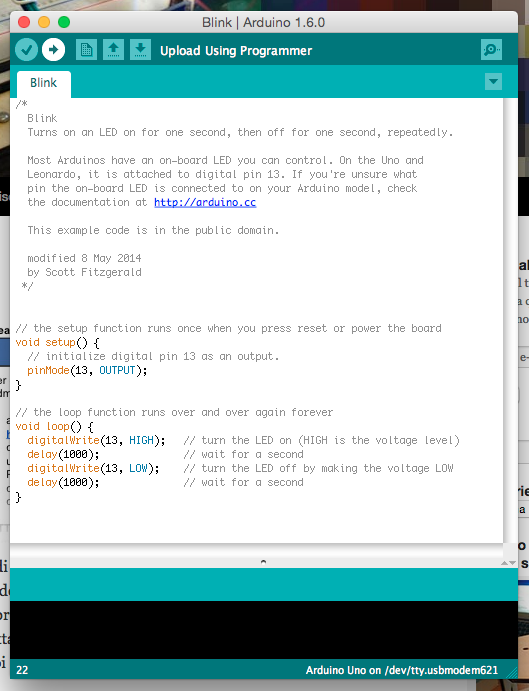 Blink | Arduino 1.6.0
Upload Using Programmer
Blink
/*
  Blink
  Turns on an LED on for one second, then off for one second, repeatedly.

  Most Arduinos have an on-board LED you can control. On the Uno and
  Leonardo, it is attached to digital pin 13. If you're unsure what
  pin the on-board LED is connected to on your Arduino model, check
  the documentation at http://arduino.cc

  This example code is in the public domain.

  modified 8 May 2014
  by Scott Fitzgerald
 */

// the setup function runs once when you press reset or power the board
void setup() {
  // initialize digital pin 13 as an output.
  pinMode(13, OUTPUT);
}

// the loop function runs over and over again forever
void loop() {
  digitalWrite(13, HIGH);   // turn the LED on (HIGH is the voltage level)
  delay(1000);              // wait for a second
  digitalWrite(13, LOW);    // turn the LED off by making the voltage LOW
  delay(1000);              // wait for a second
}
22
Arduino Uno on /dev/tty.usbmodem621